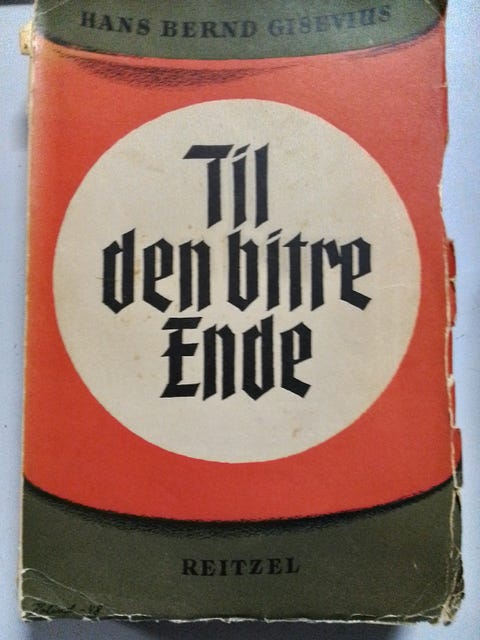 HANS BERND GISEVIUS
Til
den bitre
Ende
REITZEL